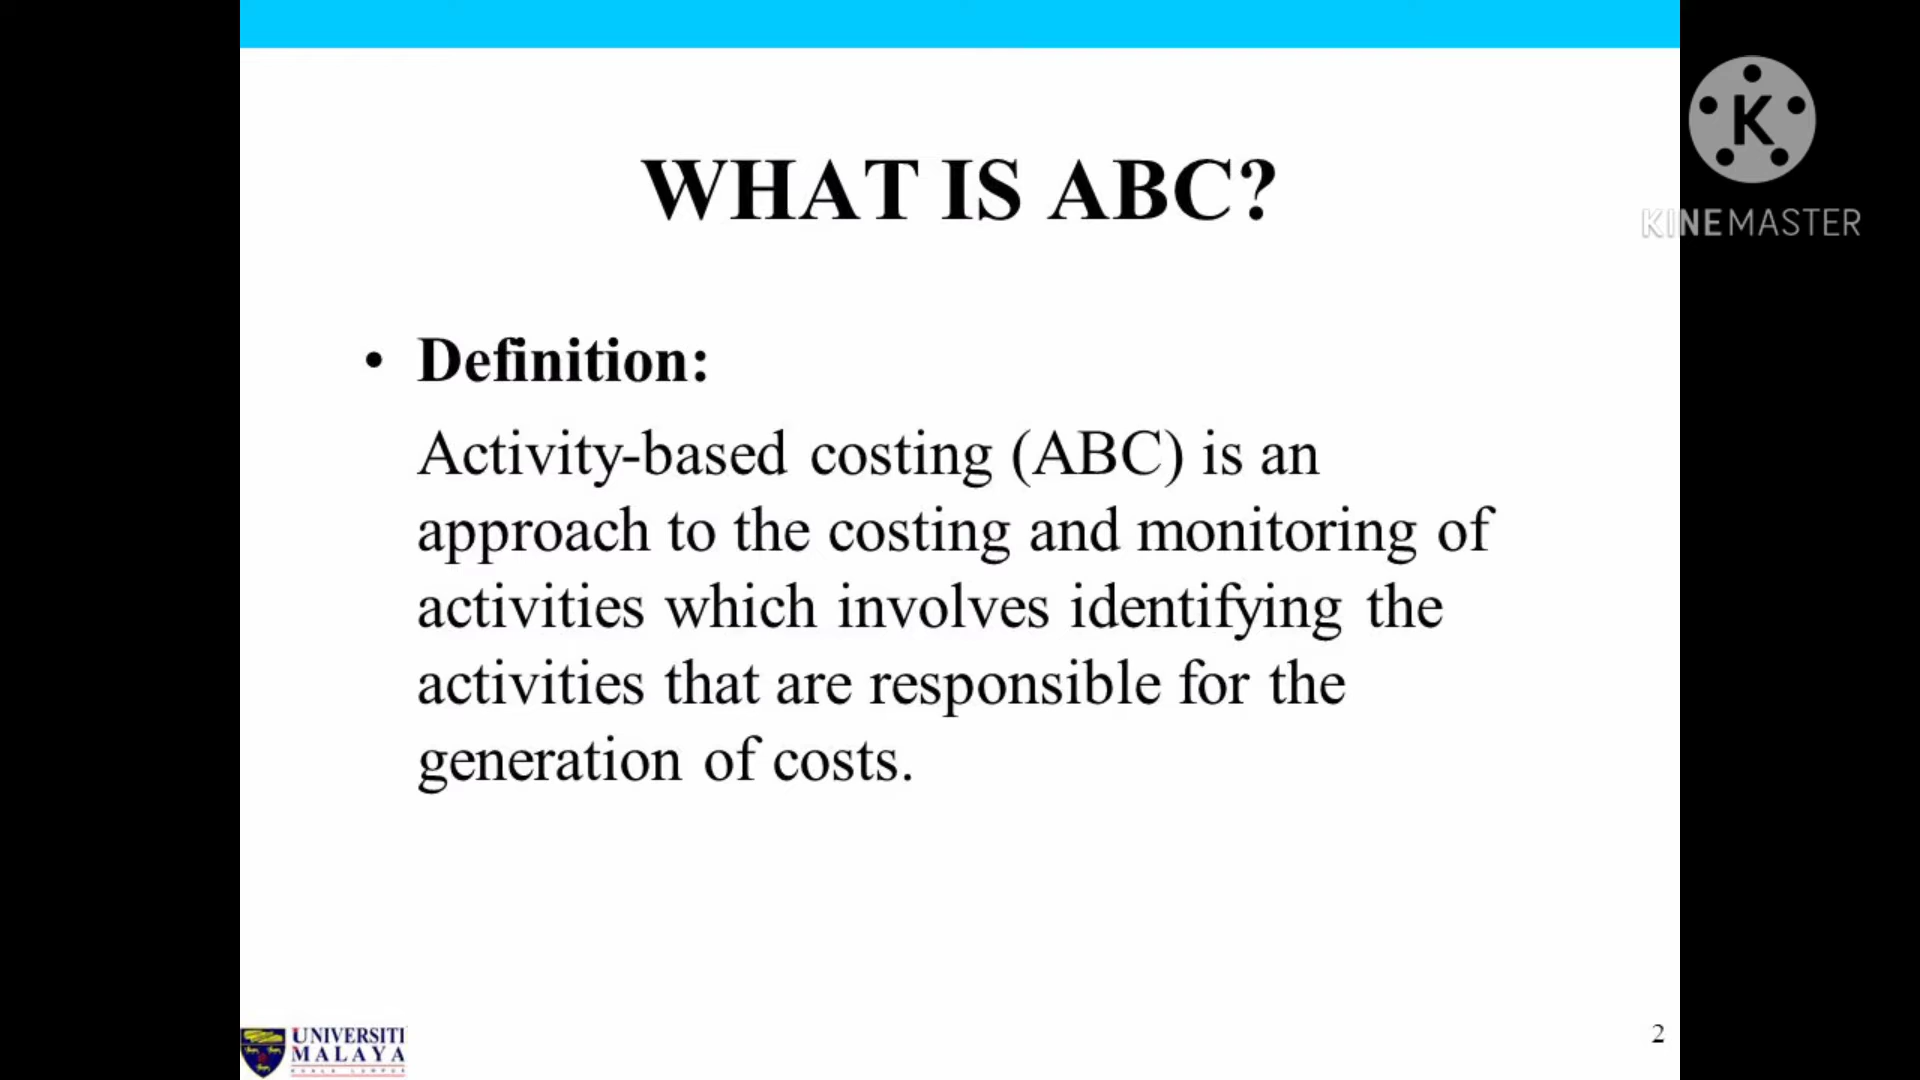 WHAT IS ABC?
K
KINEMASTER
• Definition:
Activity-based costing (ABC) is an
approach to the costing and monitoring of
activities which involves identifying the
activities that are responsible for the
generation of costs.
UNIVERSITI
MALAYA
2